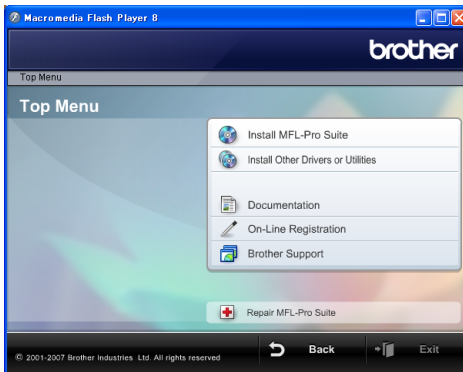 Macromedia Flash Player 8
brother
Top Menu
Top Menu
Install MFL-Pro Suite
Install Other Drivers or Utilities
Documentation
On-Line Registration
Brother Support
Repair MFL-Pro Suite
© 2001-2007 Brother Industries Ltd. All rights reserved
Back
Exit